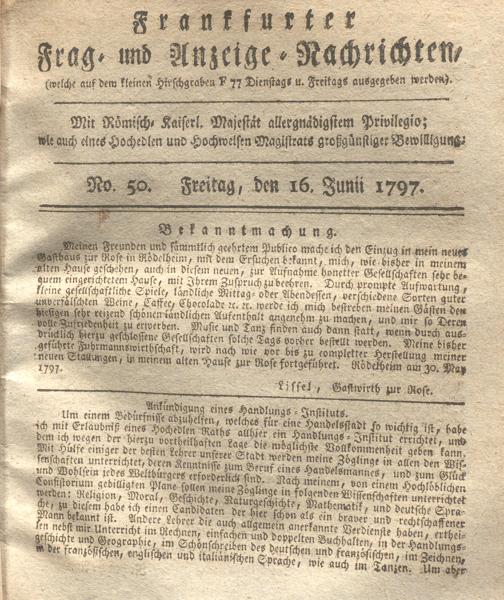 Frankfurter
Frag- und Anzeige-Nachrichten,
(welche auf dem kleinen Hirschgraben F 77 Dienstags u. Freitags ausgegeben werden).
Mit Römisch-Kaiserl. Majestät allergnädigstem Privilegio;
wie auch eines Hochedlen und Hochweisen Magistrats großgünstiger Bewilligung.
No. 50. Freitag, den 16. Junii 1797.
Bekanntmachung.
Meinen Freunden und sämmtlich geehrtem Publico mache ich den Einzug in mein neues
Gasthaus zur Rose in Rödelheim, mit dem Ersuchen bekannt, mich, wie bisher in meinem
alten Hause geschehen, auch in diesem neuen, zur Aufnahme honetter Gesellschaften sehr be-
quem eingerichteten Hause, mit Ihrem Zuspruch zu beehren. Durch prompte Aufwartung,
kleine gesellschaftliche Spiele, ländliche Mittag- oder Abendessen, verschiedene Sorten guter
unverfälschten Weine, Caffee, Chocolade ꝛc. ꝛc. werde ich mich bestreben meinen Gästen den
hiesigen sehr reizend schönen ländlichen Aufenthalt angenehm zu machen, und mir so Deren
volle Zufriedenheit zu erwerben. Music und Tanz finden auch dann statt, wenn durch aus-
drücklich hierzu geschlossene Gesellschaften solche Tags vorher bestellt werden. Meine bisher
geführte Fuhrmannswirthschaft, wird nach wie vor bis zu completter Herstellung meiner
neuen Stallungen, in meinem alten Hause zur Rose fortgeführet. Rödelheim am 30. May
1797.
Liffel, Gastwirth zur Rose.
Ankündigung eines Handlungs-Instituts.
Um einem Bedürfnisse abzuhelfen, welches für eine Handelsstadt so wichtig ist, habe
ich mit Erlaubniß eines Hochedlen Raths allhier ein Handlungs-Institut errichtet, und
dem ich wegen der hierzu vortheilhaften Lage die möglichste Vollkommenheit geben kann.
Mit Hülfe einiger der besten Lehrer unserer Stadt werden meine Zöglinge in allen den Wis-
senschaften unterrichtet, deren Kenntnisse zum Beruf eines Handelsmannes, und zum Glück
und Wohlsein jedes Weltbürgers erforderlich sind. Nach meinem, von einem Hochlöblichen
Consistorium gebilligten Plane sollen meine Zöglinge in folgenden Wissenschaften unterrichtet
werden: Religion, Moral, Geschichte, Naturgeschichte, Mathematik, und deutsche Spra-
che, zu diesem habe ich einen Candidaten der hier schon als ein braver und rechtschaffener
Mann bekannt ist. Andere Lehrer die auch allgemein anerkannte Verdienste haben, erthei-
len nebst mir Unterricht im Rechnen, einfachen und doppelten Buchhalten, in der Handlungs-
geschichte und Geographie, im Schönschreiben des deutschen und französischen, im Zeichnen,
in der französischen, englischen und italiänischen Sprache, wie auch im Tanzen. Um aber